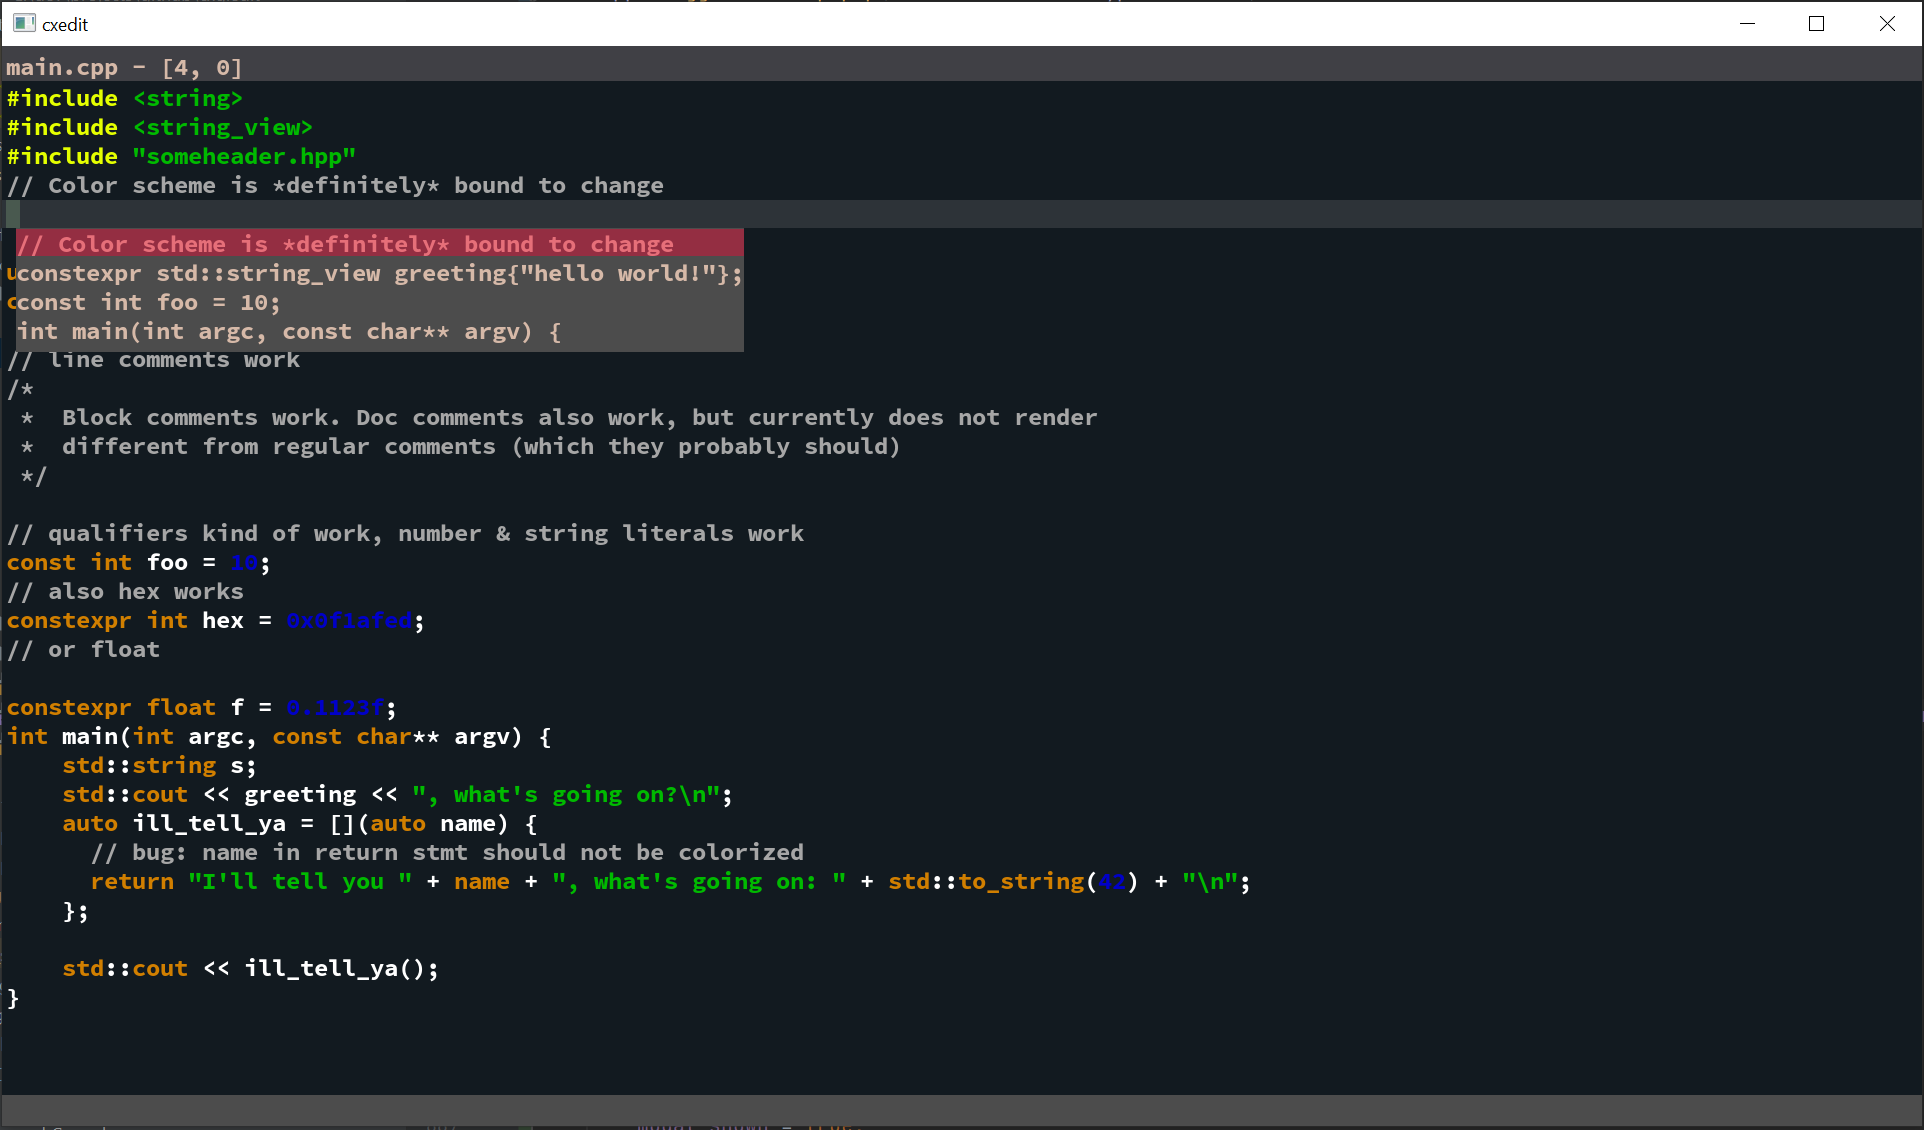 cxedit
main.cpp - [4, 0]
#include <string>
#include <string_view>
#include "someheader.hpp"
// Color scheme is *definitely* bound to change
// Color scheme is *definitely* bound to change
constexpr std::string_view greeting{"hello world!"};
const int foo = 10;
int main(int argc, const char** argv) {
// line comments work
/*
 *  Block comments work. Doc comments also work, but currently does not render
 *  different from regular comments (which they probably should)
 */
// qualifiers kind of work, number & string literals work
const int foo = 10;
// also hex works
constexpr int hex = 0x0f1afed;
// or float
constexpr float f = 0.1123f;
int main(int argc, const char** argv) {
    std::string s;
    std::cout << greeting << ", what's going on?\n";
    auto ill_tell_ya = [](auto name) {
      // bug: name in return stmt should not be colorized
      return "I'll tell you " + name + ", what's going on: " + std::to_string(42) + "\n";
    };
    std::cout << ill_tell_ya();
}